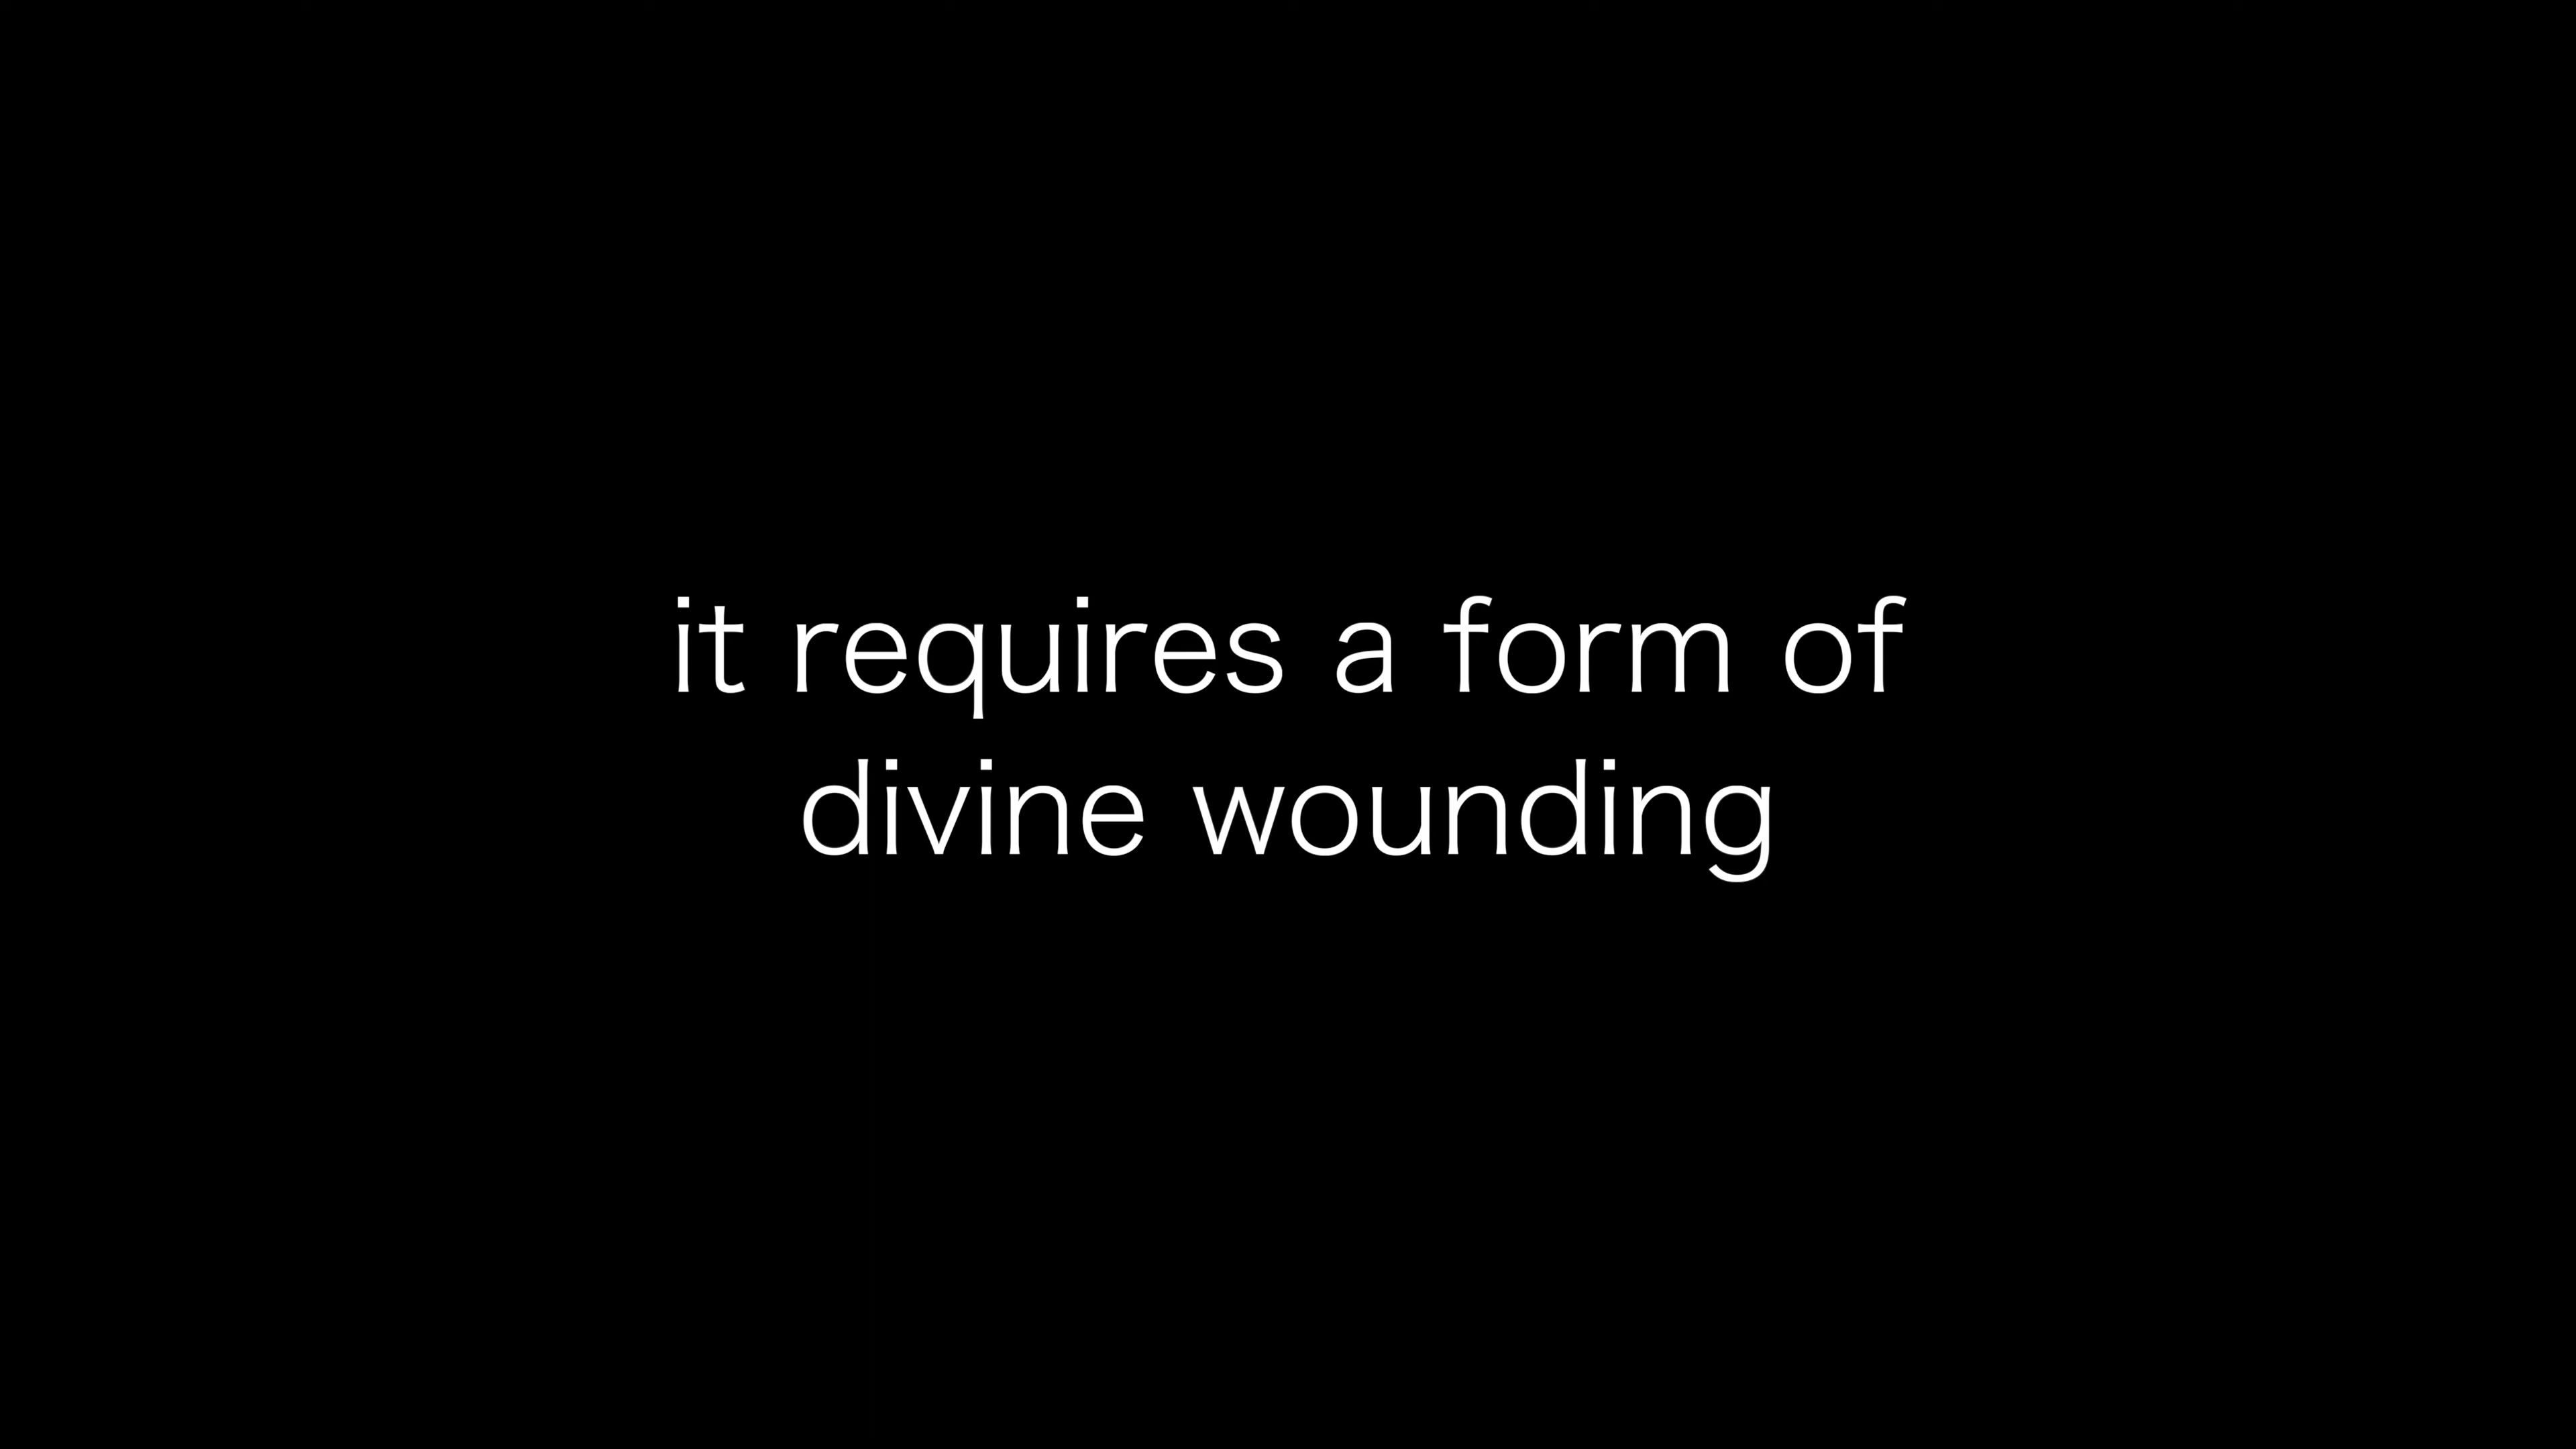 it requires a form of
divine wounding